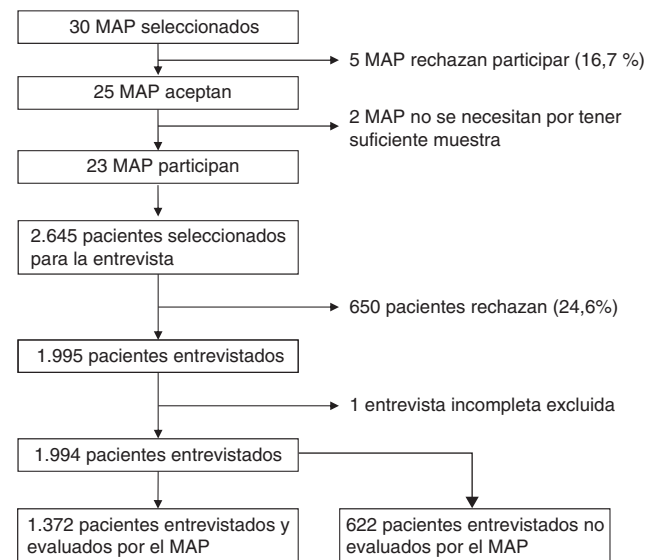 30 MAP seleccionados
5 MAP rechazan participar (16,7 %)
25 MAP aceptan
2 MAP no se necesitan por tener
suficiente muestra
23 MAP participan
2.645 pacientes seleccionados
para la entrevista
650 pacientes rechazan (24,6%)
1.995 pacientes entrevistados
1 entrevista incompleta excluida
1.994 pacientes entrevistados
1.372 pacientes entrevistados y
evaluados por el MAP
622 pacientes entrevistados no
evaluados por el MAP